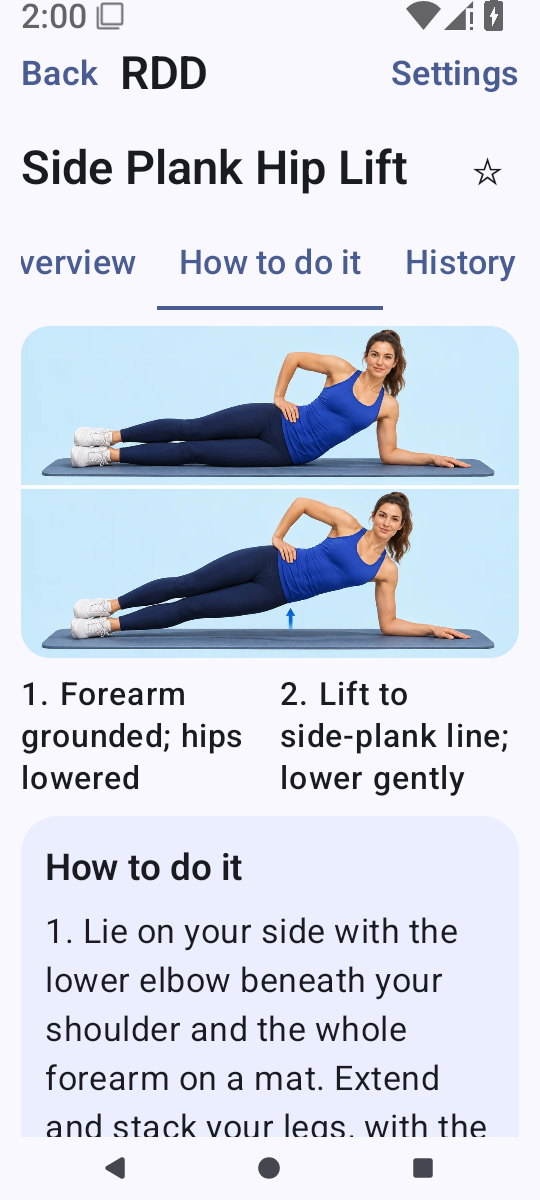 2:00
Back RDD Settings
Side Plank Hip Lift ☆
verview How to do it History
1. Forearm
grounded; hips
lowered
2. Lift to
side-plank line;
lower gently
How to do it
1. Lie on your side with the
lower elbow beneath your
shoulder and the whole
forearm on a mat. Extend
and stack your legs, with the